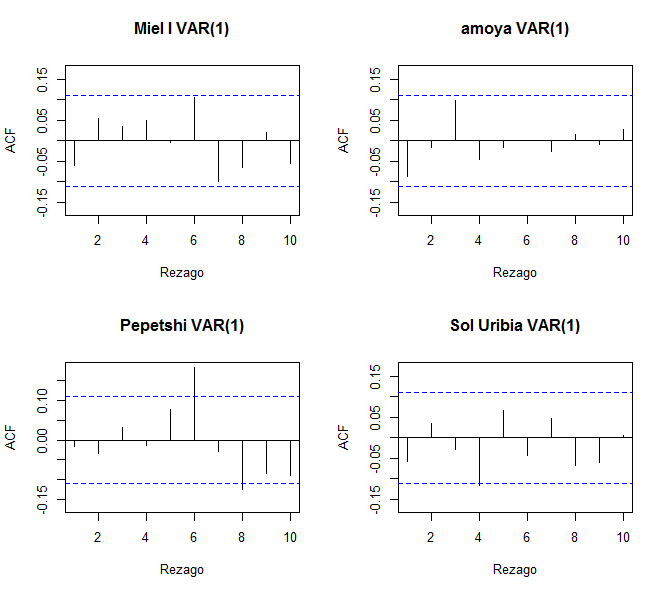 Miel I VAR(1)
ACF
0.15
0.05
-0.05
-0.15
2 4 6 8 10
Rezago
amoya VAR(1)
ACF
0.15
0.05
-0.05
-0.15
2 4 6 8 10
Rezago
Pepetshi VAR(1)
ACF
0.10
0.00
-0.15
2 4 6 8 10
Rezago
Sol Uribia VAR(1)
ACF
0.15
0.05
-0.05
-0.15
2 4 6 8 10
Rezago